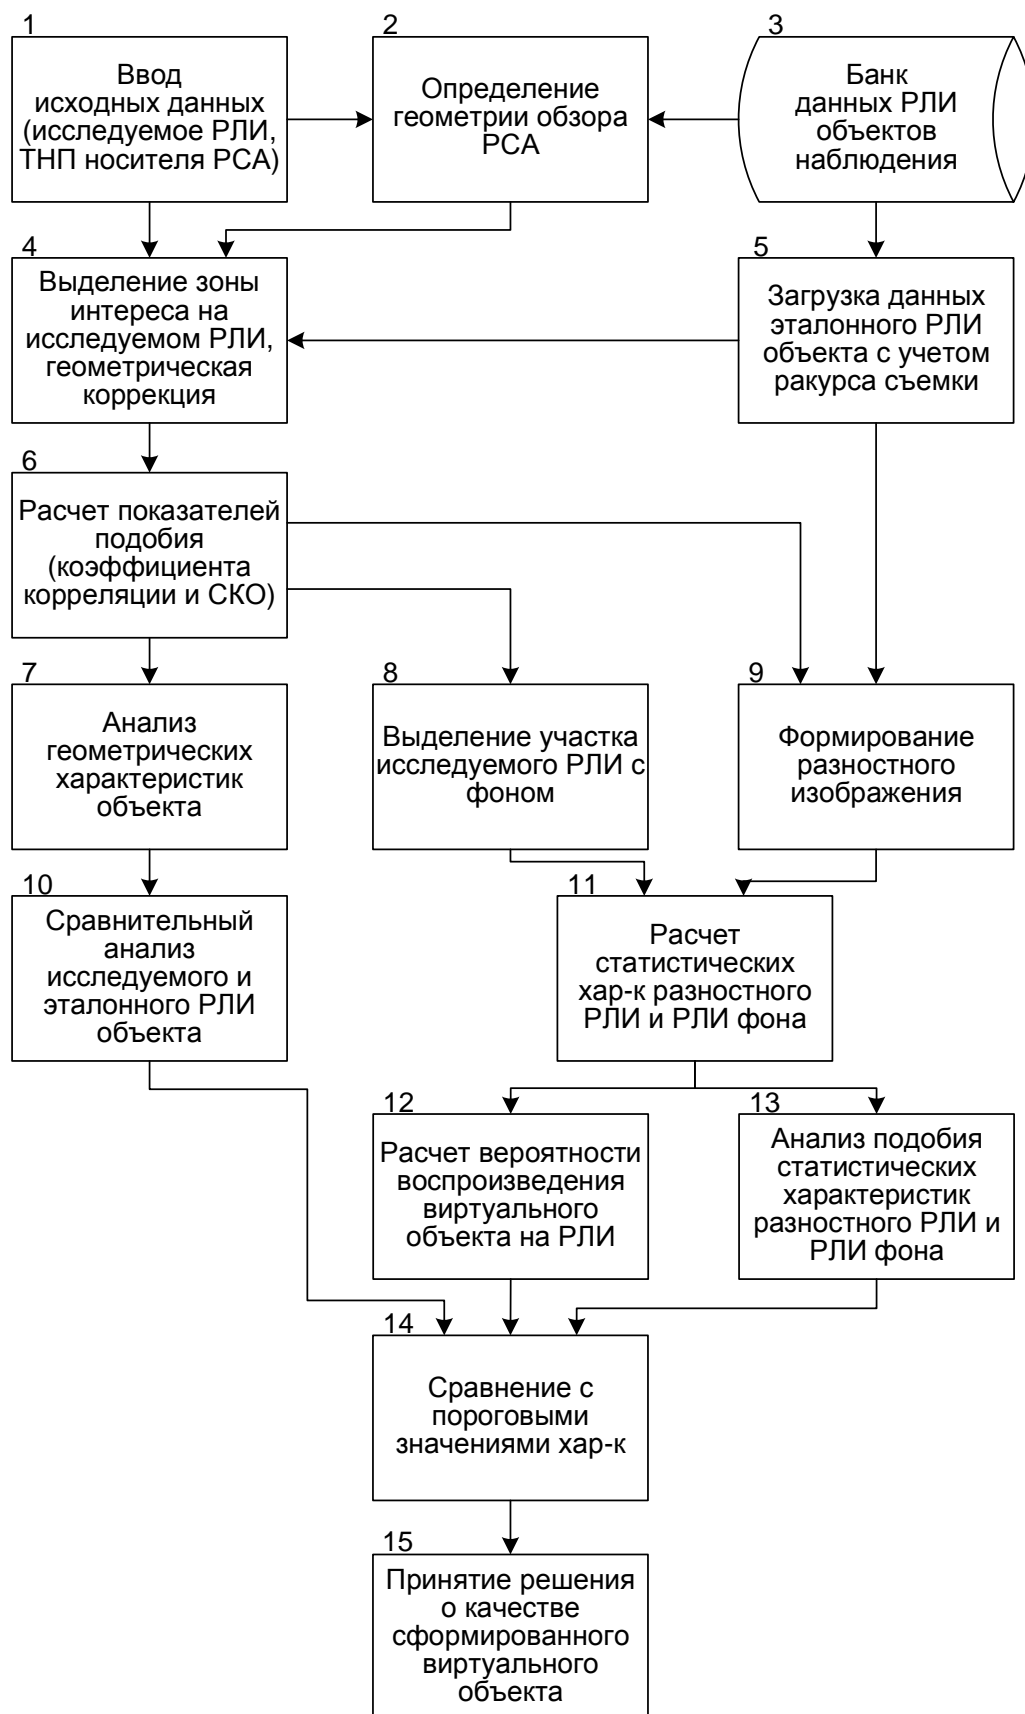 1
Ввод
исходных данных
(исследуемое РЛИ,
ТНП носителя РСА)
2
Определение
геометрии обзора
РСА
3
Банк
данных РЛИ
объектов
наблюдения
4
Выделение зоны
интереса на
исследуемом РЛИ,
геометрическая
коррекция
5
Загрузка данных
эталонного РЛИ
объекта с учетом
ракурса съемки
6
Расчет показателей
подобия
(коэффициента
корреляции и СКО)
7
Анализ
геометрических
характеристик
объекта
8
Выделение участка
исследуемого РЛИ с
фоном
9
Формирование
разностного
изображения
10
Сравнительный
анализ
исследуемого и
эталонного РЛИ
объекта
11
Расчет
статистических
хар-к разностного
РЛИ и РЛИ фона
12
Расчет вероятности
воспроизведения
виртуального
объекта на РЛИ
13
Анализ подобия
статистических
характеристик
разностного РЛИ и
РЛИ фона
14
Сравнение с
пороговыми
значениями хар-к
15
Принятие решения
о качестве
сформированного
виртуального
объекта